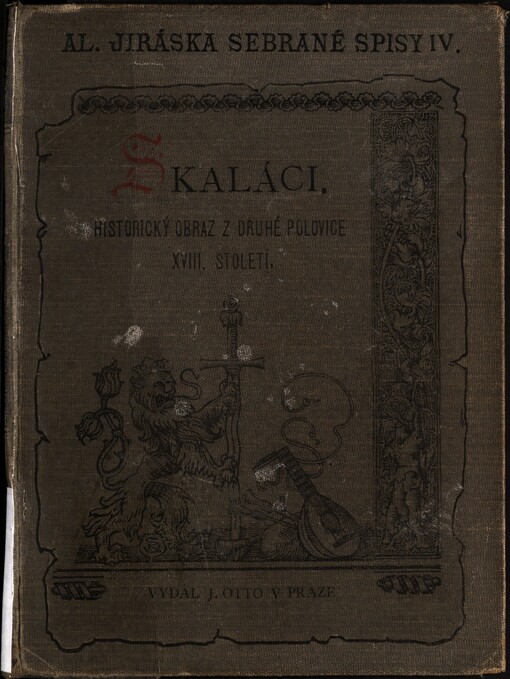 AL. JIRÁSKA SEBRANÉ SPISY IV.
SKALÁCI.
HISTORICKÝ OBRAZ Z DRUHÉ POLOVICE
XVIII. STOLETÍ.
VYDAL J. OTTO V PRAZE